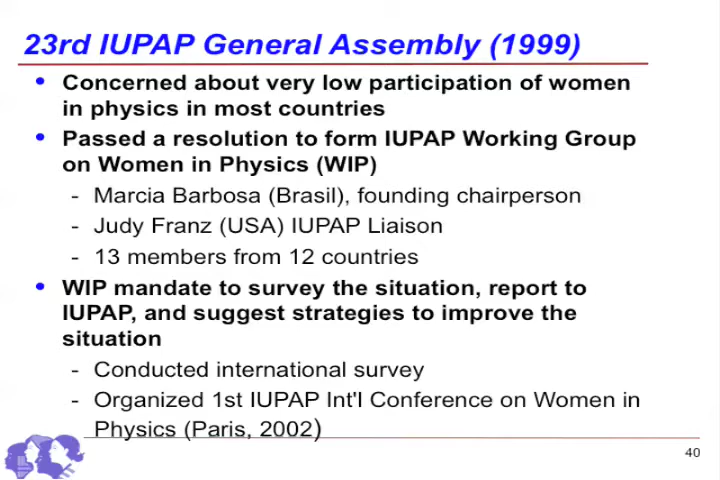 23rd IUPAP General Assembly (1999)
• Concerned about very low participation of women
in physics in most countries
• Passed a resolution to form IUPAP Working Group
on Women in Physics (WIP)
- Marcia Barbosa (Brasil), founding chairperson
- Judy Franz (USA) IUPAP Liaison
- 13 members from 12 countries
• WIP mandate to survey the situation, report to
IUPAP, and suggest strategies to improve the
situation
- Conducted international survey
- Organized 1st IUPAP Int'l Conference on Women in
Physics (Paris, 2002)
40